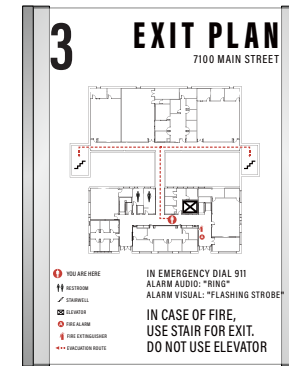 3
EXIT PLAN
7100 MAIN STREET
YOU ARE HERE
RESTROOM
STAIRWELL
ELEVATOR
FIRE ALARM
FIRE EXTINGUISHER
EVACUATION ROUTE
IN EMERGENCY DIAL 911
ALARM AUDIO: "RING"
ALARM VISUAL: "FLASHING STROBE"
IN CASE OF FIRE,
USE STAIR FOR EXIT.
DO NOT USE ELEVATOR